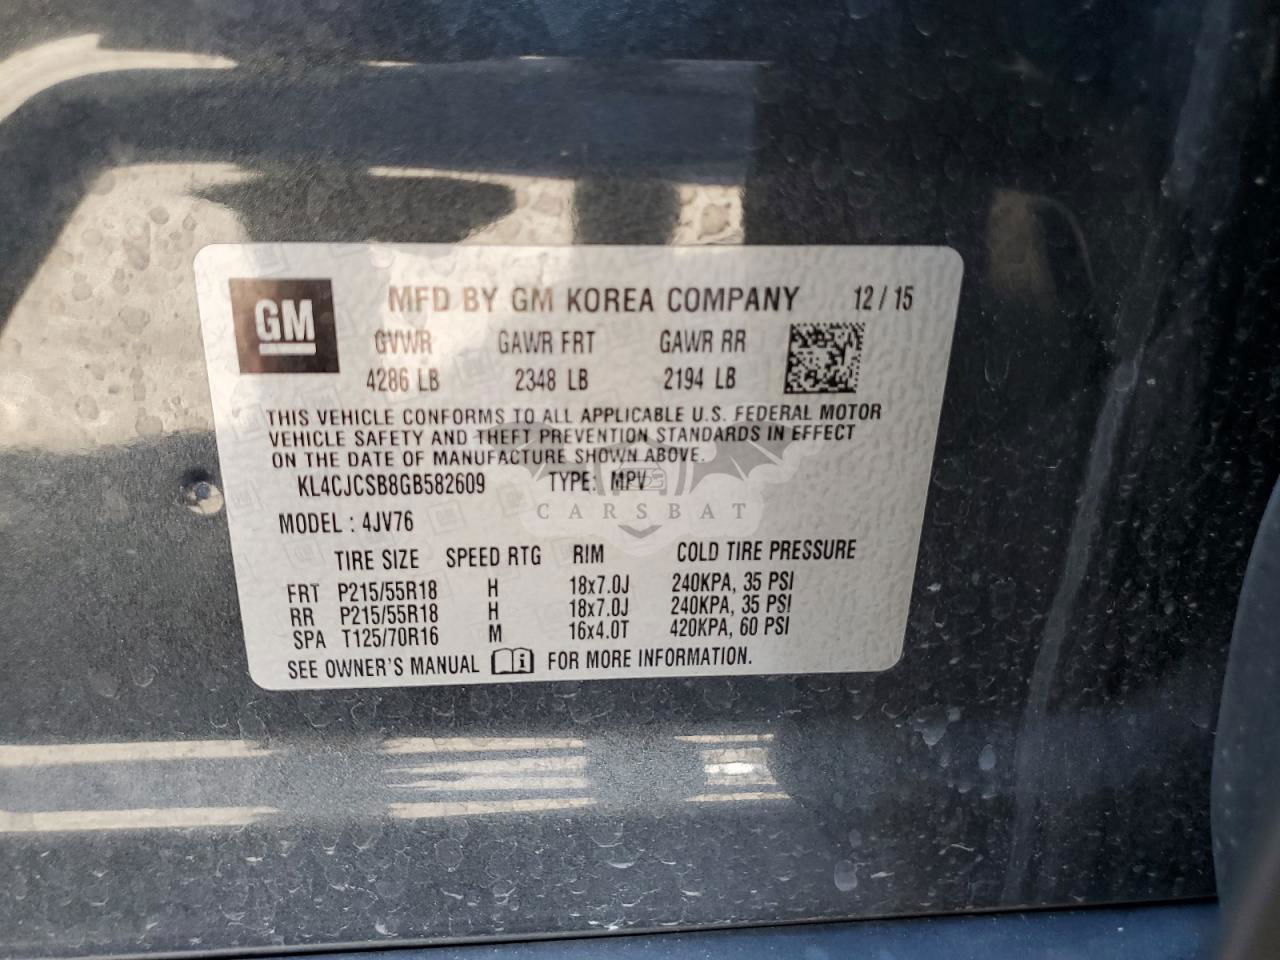 GM
MFD BY GM KOREA COMPANY 12 / 15
GVWR GAWR FRT GAWR RR
4286 LB 2348 LB 2194 LB
THIS VEHICLE CONFORMS TO ALL APPLICABLE U.S. FEDERAL MOTOR
VEHICLE SAFETY AND THEFT PREVENTION STANDARDS IN EFFECT
ON THE DATE OF MANUFACTURE SHOWN ABOVE.
KL4CJCSB8GB582609 TYPE: MPV
CARSBAT
MODEL : 4JV76
TIRE SIZE SPEED RTG RIM COLD TIRE PRESSURE
FRT P215/55R18 H 18x7.0J 240KPA, 35 PSI
RR P215/55R18 H 18x7.0J 240KPA, 35 PSI
SPA T125/70R16 M 16x4.0T 420KPA, 60 PSI
SEE OWNER'S MANUAL i FOR MORE INFORMATION.